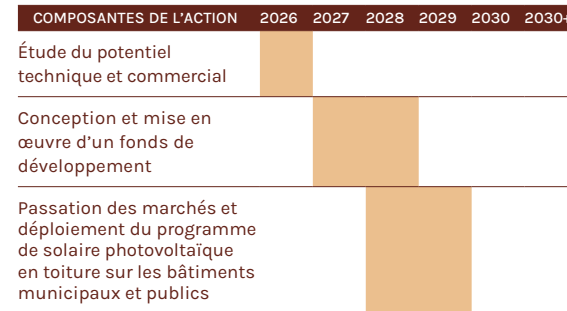 COMPOSANTES DE L’ACTION 2026 2027 2028 2029 2030 2030+
Étude du potentiel
technique et commercial
Conception et mise en
œuvre d’un fonds de
développement
Passation des marchés et
déploiement du programme
de solaire photovoltaïque
en toiture sur les bâtiments
municipaux et publics